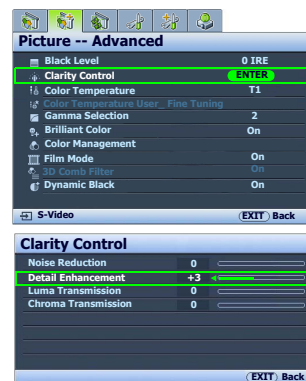 Picture -- Advanced
Black Level 0 IRE
Clarity Control ENTER
Color Temperature T1
Color Temperature User_ Fine Tuning
Gamma Selection 2
Brilliant Color On
Color Management
Film Mode On
3D Comb Filter On
Dynamic Black On
S-Video EXIT Back
Clarity Control
Noise Reduction 0
Detail Enhancement +3
Luma Transmission 0
Chroma Transmission 0
EXIT Back